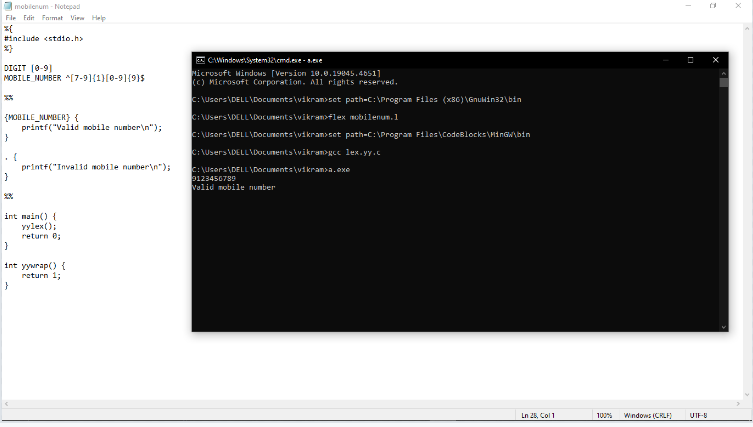 mobilenum - Notepad
File Edit Format View Help
%{
#include <stdio.h>
%}
DIGIT [0-9]
MOBILE_NUMBER ^[7-9]{1}[0-9]{9}$
%%
{MOBILE_NUMBER} {
printf("Valid mobile number\n");
}
. {
printf("Invalid mobile number\n");
}
%%
int main() {
yylex();
return 0;
}
int yywrap() {
return 1;
}
C:\Windows\System32\cmd.exe - a.exe
Microsoft Windows [Version 10.0.19045.4651]
(c) Microsoft Corporation. All rights reserved.
C:\Users\DELL\Documents\vikram>set path=C:\Program Files (x86)\GnuWin32\bin
C:\Users\DELL\Documents\vikram>flex mobilenum.l
C:\Users\DELL\Documents\vikram>set path=C:\Program Files\CodeBlocks\MinGW\bin
C:\Users\DELL\Documents\vikram>gcc lex.yy.c
C:\Users\DELL\Documents\vikram>a.exe
9123456789
Valid mobile number
Ln 28, Col 1 100% Windows (CRLF) UTF-8